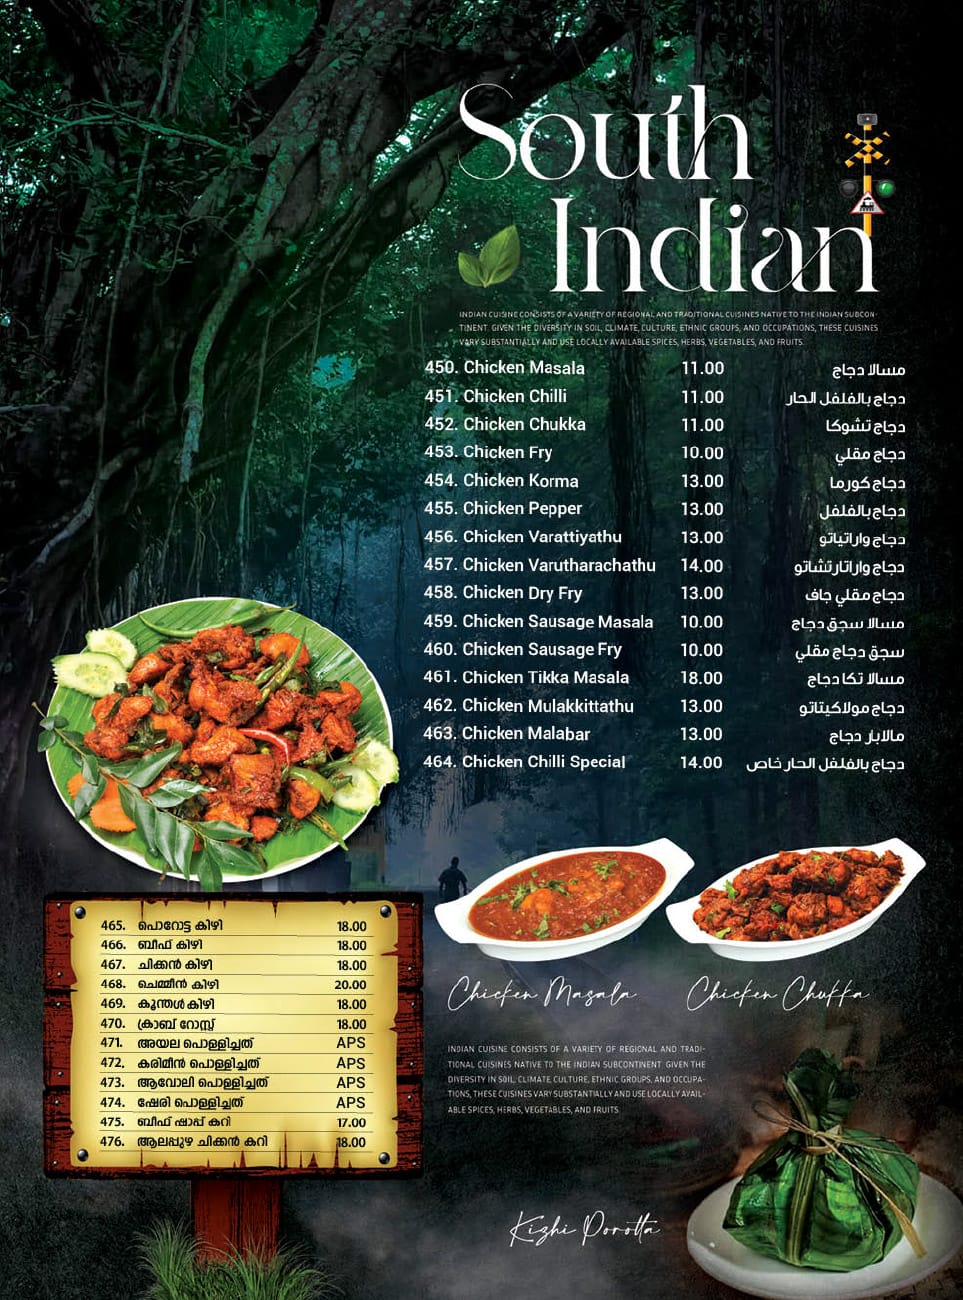 South
Indian
INDIAN CUISINE CONSISTS OF A VARIETY OF REGIONAL AND TRADITIONAL CUISINES NATIVE TO THE INDIAN SUBCON-
TINENT. GIVEN THE DIVERSITY IN SOIL, CLIMATE, CULTURE, ETHNIC GROUPS, AND OCCUPATIONS, THESE CUISINES
VARY SUBSTANTIALLY AND USE LOCALLY AVAILABLE SPICES, HERBS, VEGETABLES, AND FRUITS.
450. Chicken Masala 11.00 مسالا دجاج
451. Chicken Chilli 11.00 دجاج بالفلفل الحار
452. Chicken Chukka 11.00 دجاج تشوكا
453. Chicken Fry 10.00 دجاج مقلي
454. Chicken Korma 13.00 دجاج كورما
455. Chicken Pepper 13.00 دجاج بالفلفل
456. Chicken Varattiyathu 13.00 دجاج واراتياتو
457. Chicken Varutharachathu 14.00 دجاج واراتارتشاتو
458. Chicken Dry Fry 13.00 دجاج مقلي جاف
459. Chicken Sausage Masala 10.00 مسالا سجق دجاج
460. Chicken Sausage Fry 10.00 سجق دجاج مقلي
461. Chicken Tikka Masala 18.00 مسالا تكا دجاج
462. Chicken Mulakkittathu 13.00 دجاج مولاكيتاتو
463. Chicken Malabar 13.00 مالابار دجاج
464. Chicken Chilli Special 14.00 دجاج بالفلفل الحار خاص
465. പൊറോട്ട കിഴി 18.00
466. ബീഫ് കിഴി 18.00
467. ചിക്കൻ കിഴി 18.00
468. ചെമ്മീൻ കിഴി 20.00
469. കൂന്തൾ കിഴി 18.00
470. ക്രാബ് റോസ്റ്റ് 18.00
471. അയല പൊള്ളിച്ചത് APS
472. കരിമീൻ പൊള്ളിച്ചത് APS
473. ആവോലി പൊള്ളിച്ചത് APS
474. ഷേരി പൊള്ളിച്ചത് APS
475. ബീഫ് ഷാപ്പ് കറി 17.00
476. ആലപ്പുഴ ചിക്കൻ കറി 18.00
Chicken Masala
Chicken Chukka
INDIAN CUISINE CONSISTS OF A VARIETY OF REGIONAL AND TRADI-
TIONAL CUISINES NATIVE TO THE INDIAN SUBCONTINENT. GIVEN THE
DIVERSITY IN SOIL, CLIMATE, CULTURE, ETHNIC GROUPS, AND OCCUPA-
TIONS, THESE CUISINES VARY SUBSTANTIALLY AND USE LOCALLY AVAIL-
ABLE SPICES, HERBS, VEGETABLES, AND FRUITS.
Kizhi Porotta